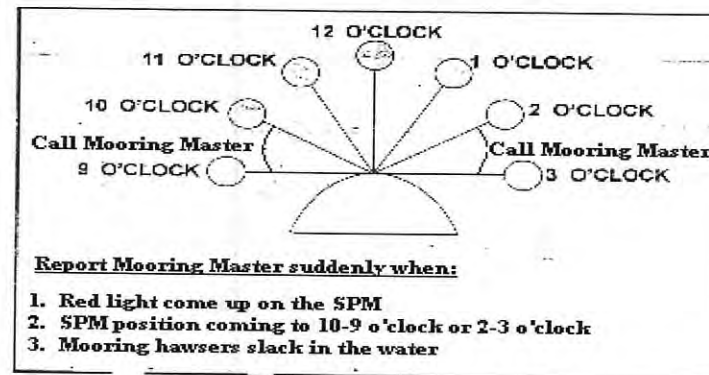 12 O'CLOCK
11 O'CLOCK
1 O'CLOCK
10 O'CLOCK
2 O'CLOCK
Call Mooring Master
Call Mooring Master
9 O'CLOCK
3 O'CLOCK
Report Mooring Master suddenly when:
1. Red light come up on the SPM
2. SPM position coming to 10-9 o'clock or 2-3 o'clock
3. Mooring hawsers slack in the water